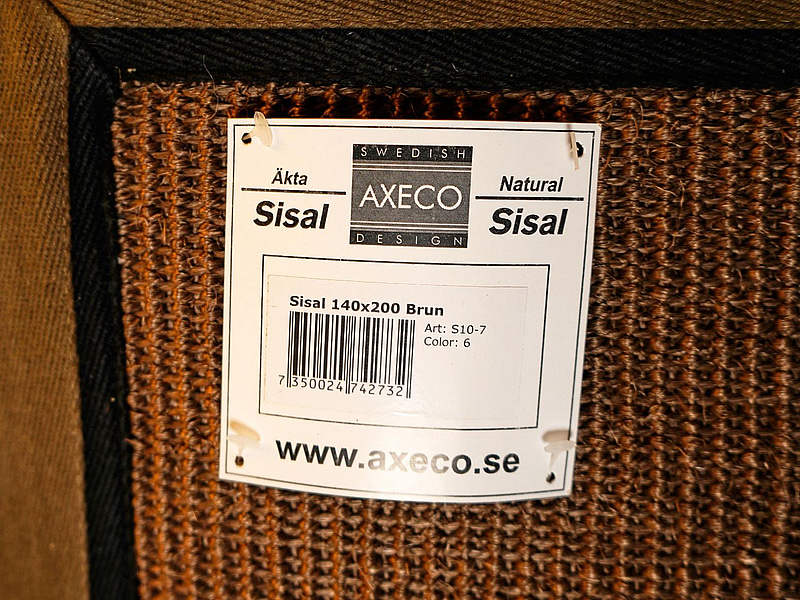 SWEDISH
AXECO
DESIGN
Äkta
Sisal
Natural
Sisal
Sisal 140x200 Brun
Art: S10-7
Color: 6
7 350024 742732
www.axeco.se